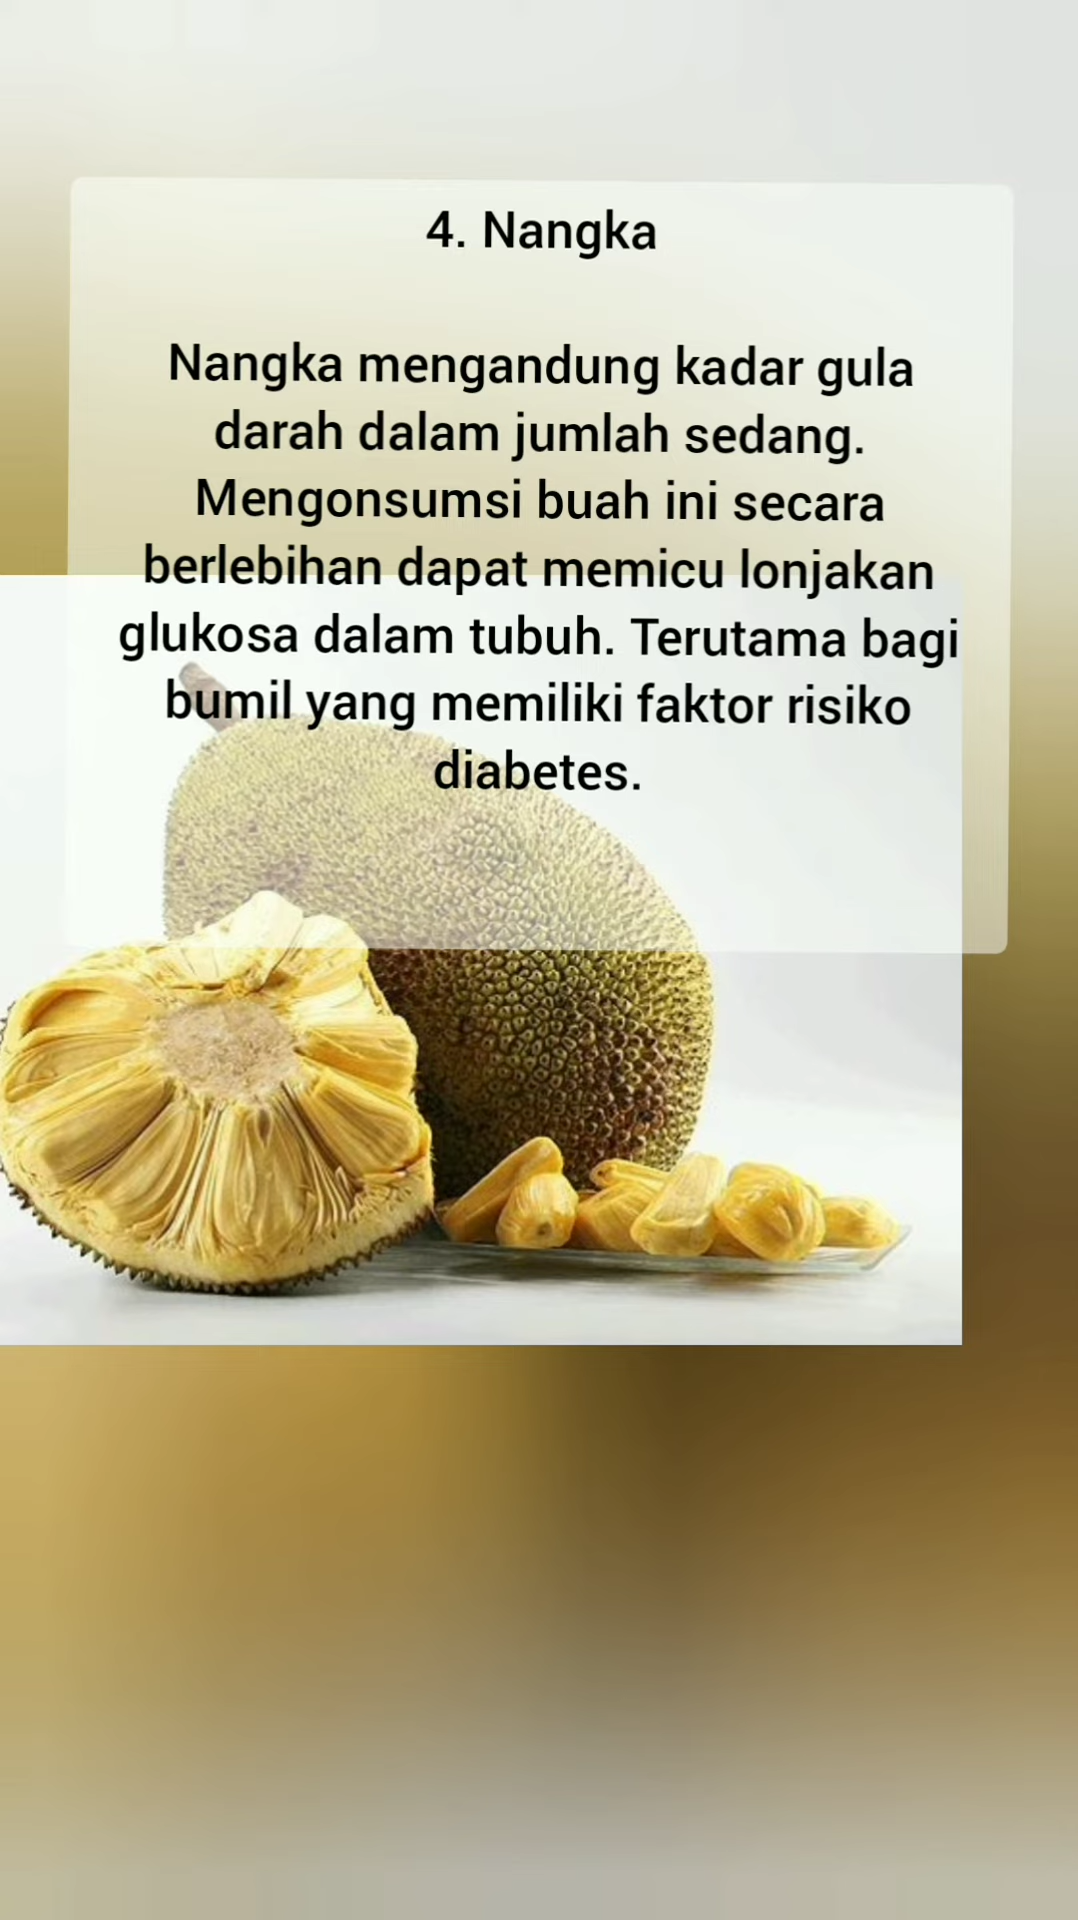 4. Nangka
Nangka mengandung kadar gula
darah dalam jumlah sedang.
Mengonsumsi buah ini secara
berlebihan dapat memicu lonjakan
glukosa dalam tubuh. Terutama bagi
bumil yang memiliki faktor risiko
diabetes.